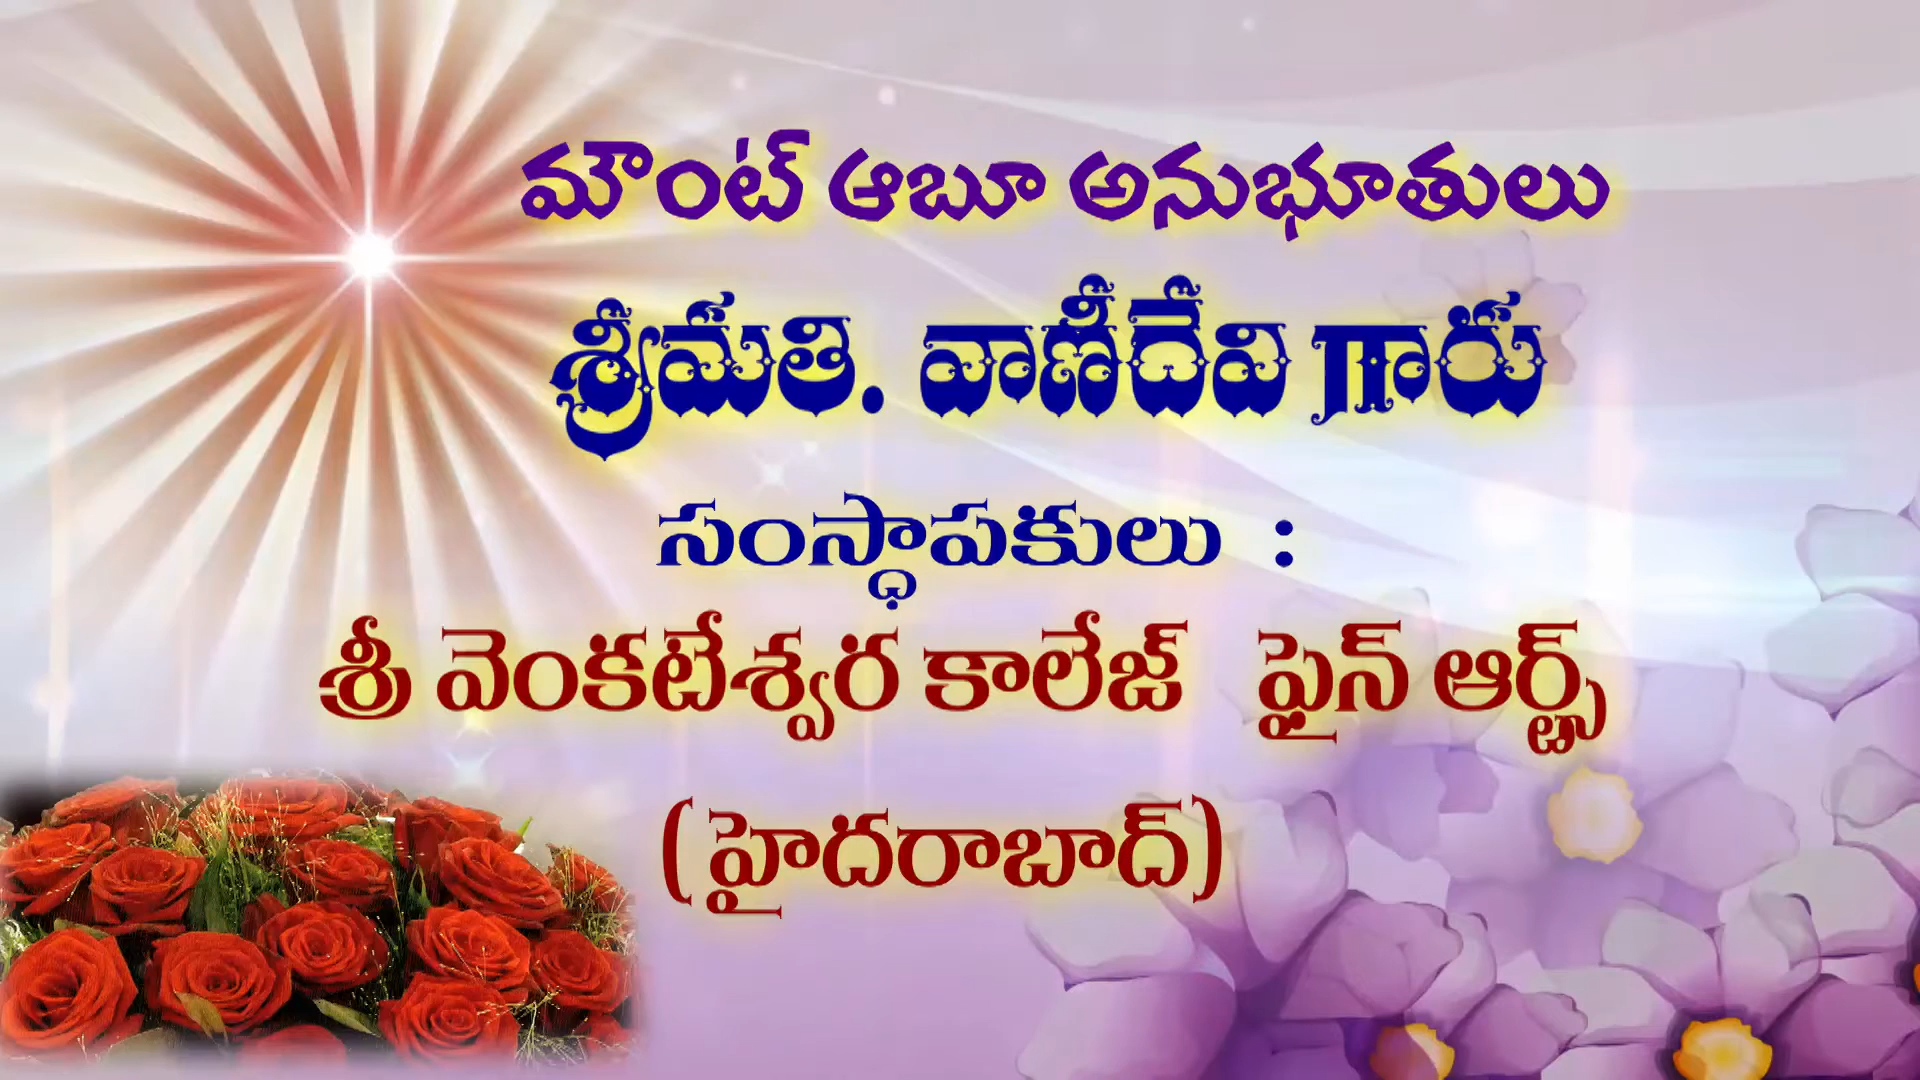 మౌంట్ ఆబూ అనుభూతులు
శ్రీమతి. వాణీదేవి గారు
సంస్ధాపకులు :
శ్రీ వెంకటేశ్వర కాలేజ్ ఫైన్ ఆర్ట్స్
(హైదరాబాద్)